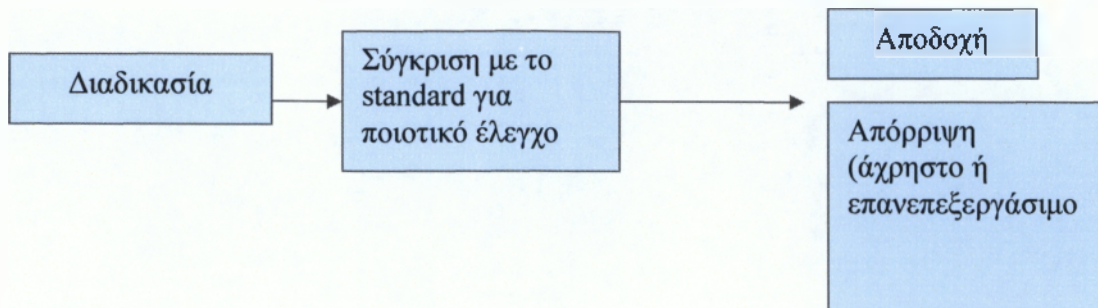 Διαδικασία
Σύγκριση με το
standard για
ποιοτικό έλεγχο
Αποδοχή
Απόρριψη
(άχρηστο ή
επανεπεξεργάσιμο